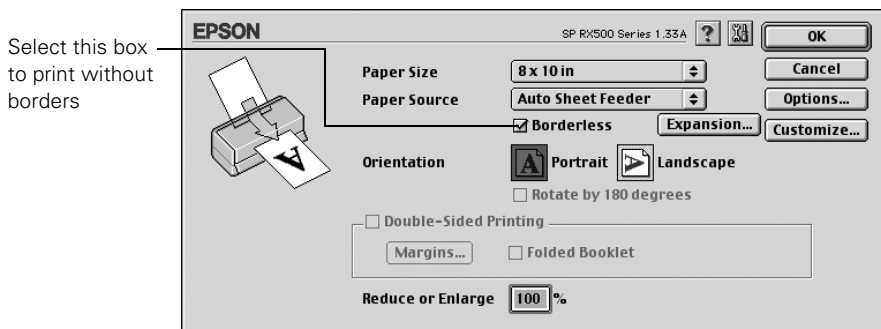 Select this box
to print without
borders
EPSON
SP RX500 Series 1.33A ?
OK
Paper Size 8 x 10 in
Cancel
Paper Source Auto Sheet Feeder
Options...
Borderless Expansion...
Customize...
Orientation A Portrait A Landscape
Rotate by 180 degrees
Double-Sided Printing
Margins... Folded Booklet
Reduce or Enlarge 100 %
A